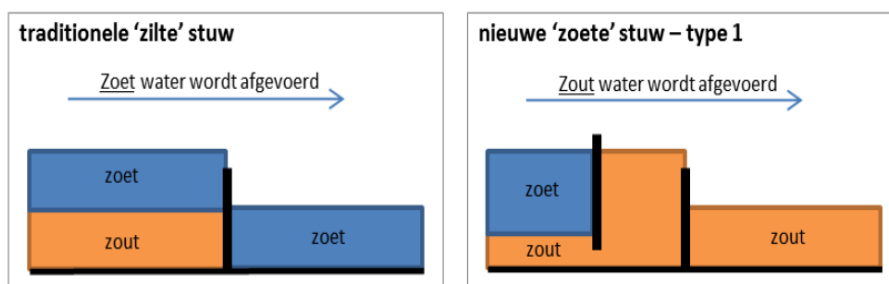 traditionele ‘zilte’ stuw
Zoet water wordt afgevoerd
zoet
zout
zoet
nieuwe ‘zoete’ stuw – type 1
Zout water wordt afgevoerd
zoet
zout
zout